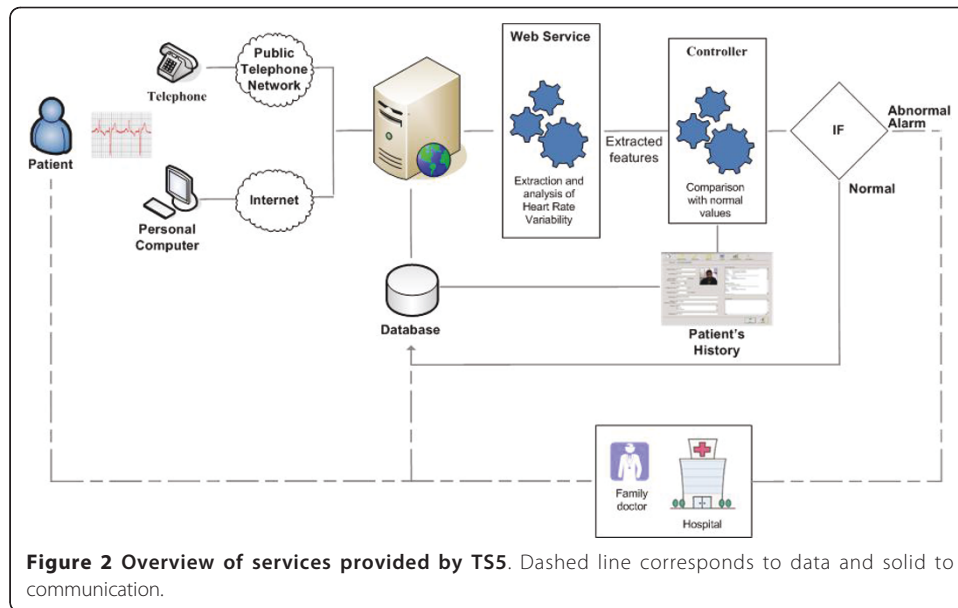 Public
Telephone
Network
Telephone
Patient
Personal
Computer
Internet
Database
Web Service
Extraction and
analysis of
Heart Rate
Variability
Extracted
features
Controller
Comparison
with normal
values
IF
Abnormal
Alarm
Normal
Patient's
History
Family
doctor
Hospital
Figure 2 Overview of services provided by TS5. Dashed line corresponds to data and solid to
communication.